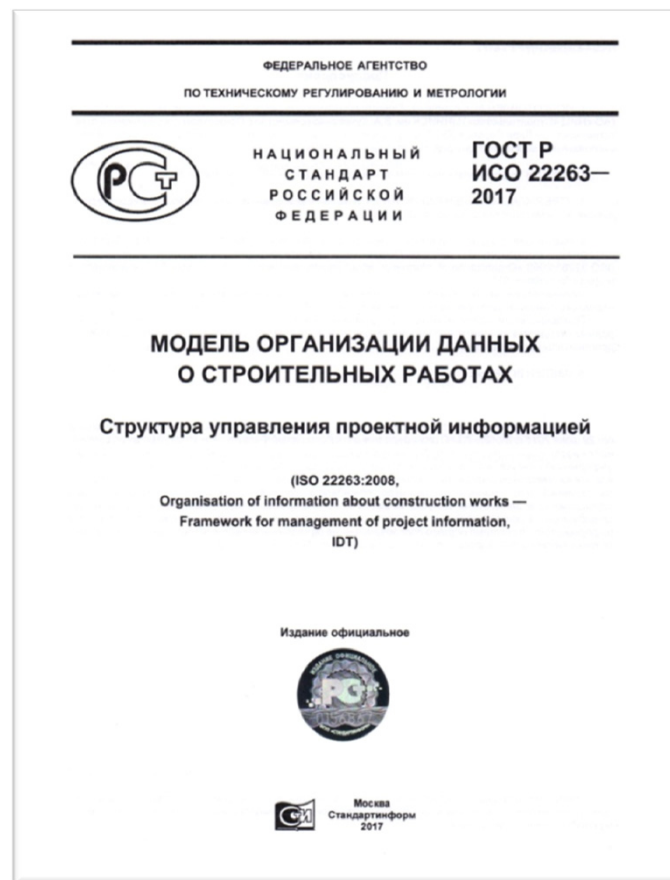 ФЕДЕРАЛЬНОЕ АГЕНТСТВО
ПО ТЕХНИЧЕСКОМУ РЕГУЛИРОВАНИЮ И МЕТРОЛОГИИ
НАЦИОНАЛЬНЫЙ
СТАНДАРТ
РОССИЙСКОЙ
ФЕДЕРАЦИИ
ГОСТ Р
ИСО 22263—
2017
МОДЕЛЬ ОРГАНИЗАЦИИ ДАННЫХ
О СТРОИТЕЛЬНЫХ РАБОТАХ
Структура управления проектной информацией
(ISO 22263:2008,
Organisation of information about construction works —
Framework for management of project information,
IDT)
Издание официальное
ИЗДАНИЕ ОФИЦИАЛЬНОЕ
Москва
Стандартинформ
2017